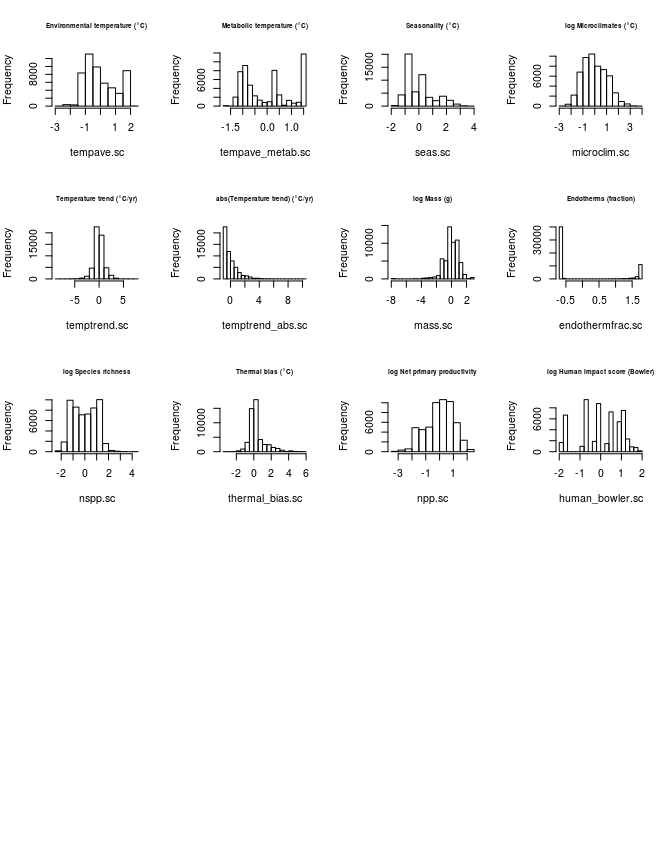 Environmental temperature (°C)
Frequency
0 8000
-3 -1 1 2
tempave.sc
Metabolic temperature (°C)
Frequency
0 6000
-1.5 0.0 1.0
tempave_metab.sc
Seasonality (°C)
Frequency
0 15000
-2 0 2 4
seas.sc
log Microclimates (°C)
Frequency
0 6000
-3 -1 1 3
microclim.sc
Temperature trend (°C/yr)
Frequency
0 15000
-5 0 5
temptrend.sc
abs(Temperature trend) (°C/yr)
Frequency
0 15000
0 4 8
temptrend_abs.sc
log Mass (g)
Frequency
0 10000
-8 -4 0 2
mass.sc
Endotherms (fraction)
Frequency
0 30000
-0.5 0.5 1.5
endothermfrac.sc
log Species richness
Frequency
0 6000
-2 0 2 4
nspp.sc
Thermal bias (°C)
Frequency
0 10000
-2 0 2 4 6
thermal_bias.sc
log Net primary productivity
Frequency
0 6000
-3 -1 1
npp.sc
log Human impact score (Bowler)
Frequency
0 6000
-2 -1 0 1 2
human_bowler.sc